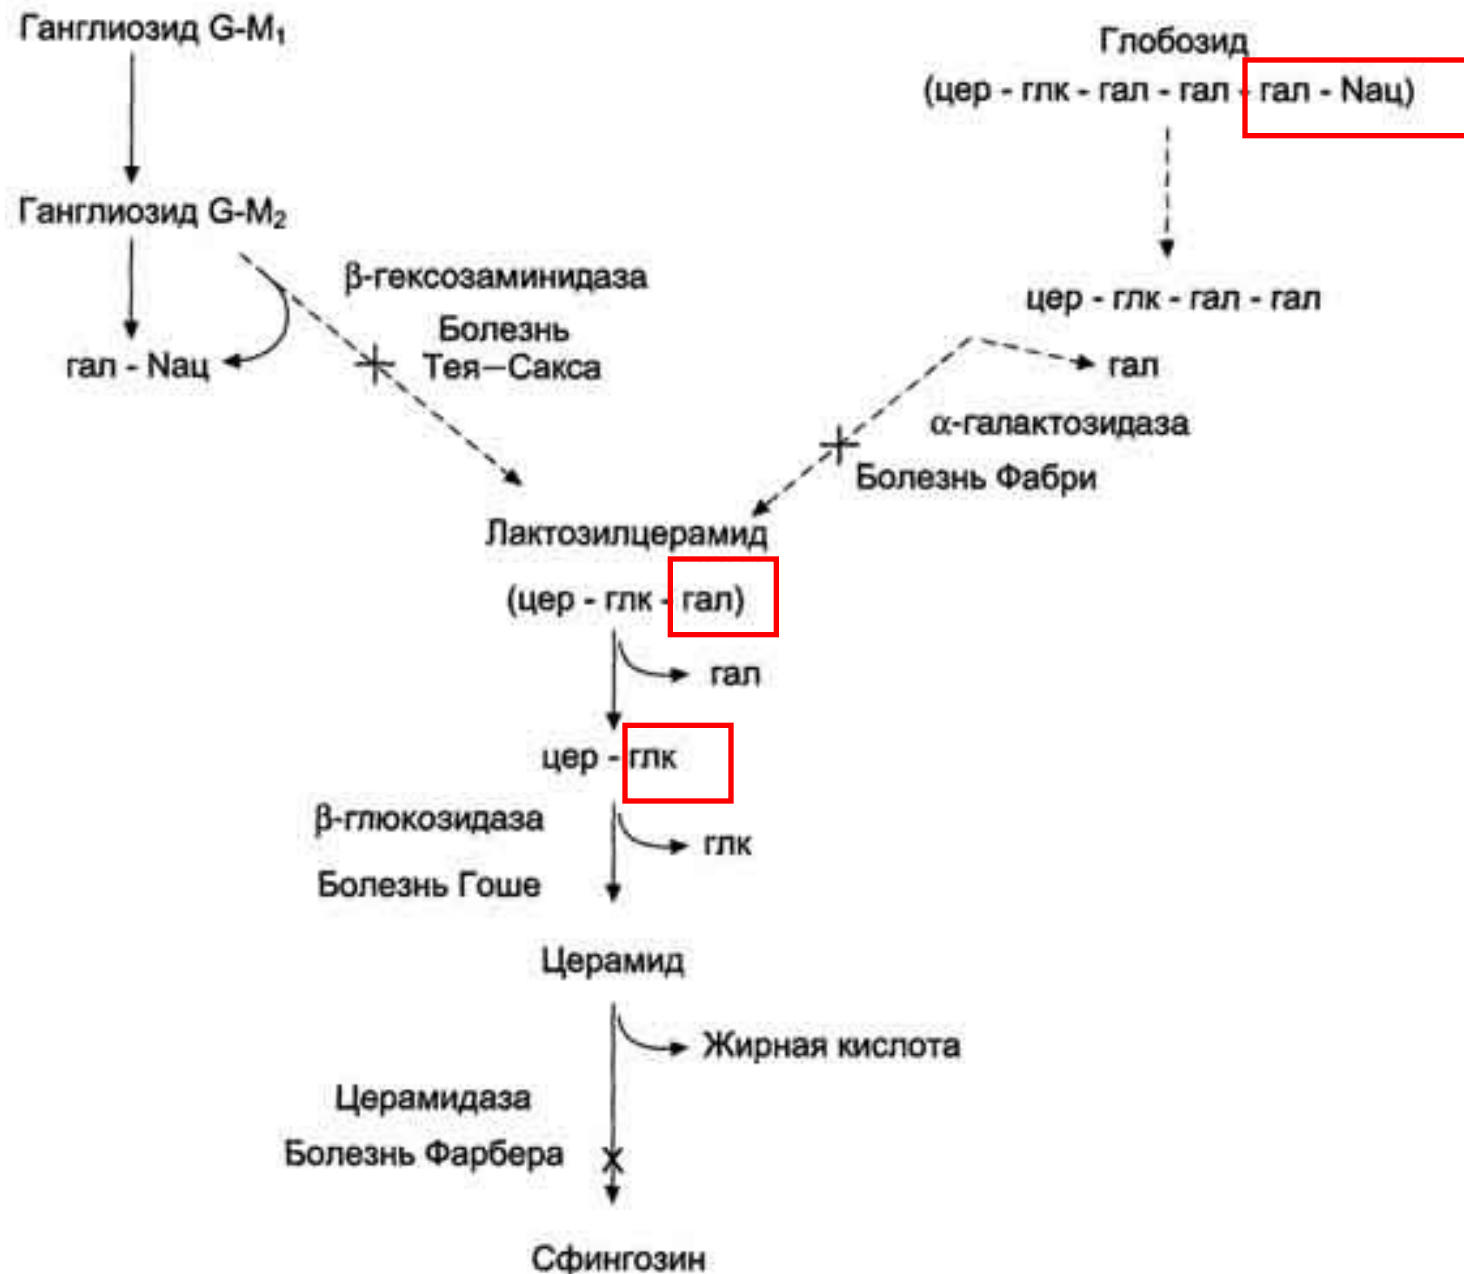 Ганглиозид G-M₁
Глобозид
(цер - глк - гал - гал - гал - Nац)
Ганглиозид G-M₂
β-гексозаминидаза
Болезнь
Тея—Сакса
гал - Nац
цер - глк - гал - гал
гал
α-галактозидаза
Болезнь Фабри
Лактозилцерамид
(цер - глк - гал)
гал
цер - глк
β-глюкозидаза
глк
Болезнь Гоше
Церамид
Жирная кислота
Церамидаза
Болезнь Фарбера
Сфингозин